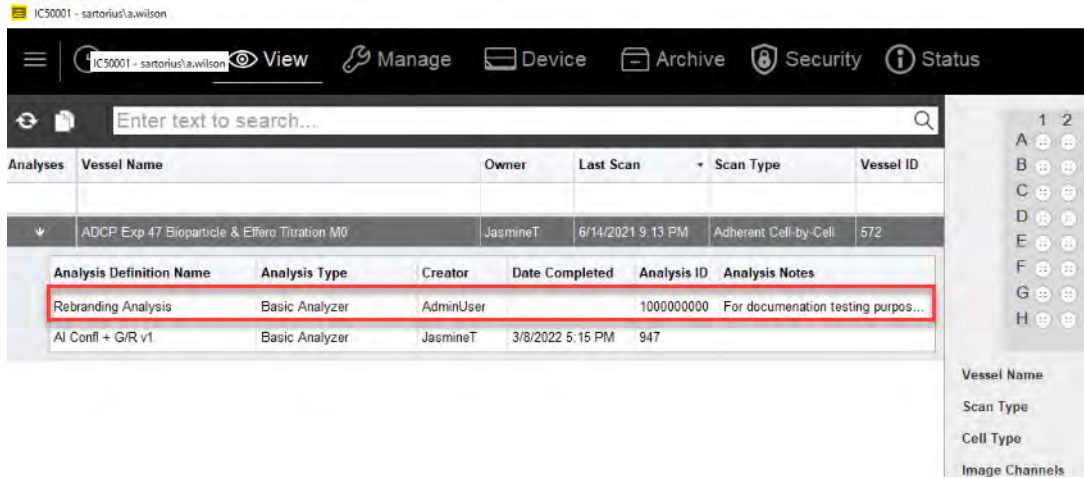 IC50001 - sartorius\a.wilson
IC50001 - sartorius\a.wilson View Manage Device Archive Security Status
Enter text to search...
Analyses Vessel Name Owner Last Scan Scan Type Vessel ID
ADCP Exp 47 Bioparticle & Effero Titration M0 JasmineT 6/14/2021 9:13 PM Adherent Cell-by-Cell 572
Analysis Definition Name Analysis Type Creator Date Completed Analysis ID Analysis Notes
Rebranding Analysis Basic Analyzer AdminUser 1000000000 For documenation testing purpos...
AI Confl + G/R v1 Basic Analyzer JasmineT 3/8/2022 5:15 PM 947
1 2
A
B
C
D
E
F
G
H
Vessel Name
Scan Type
Cell Type
Image Channels